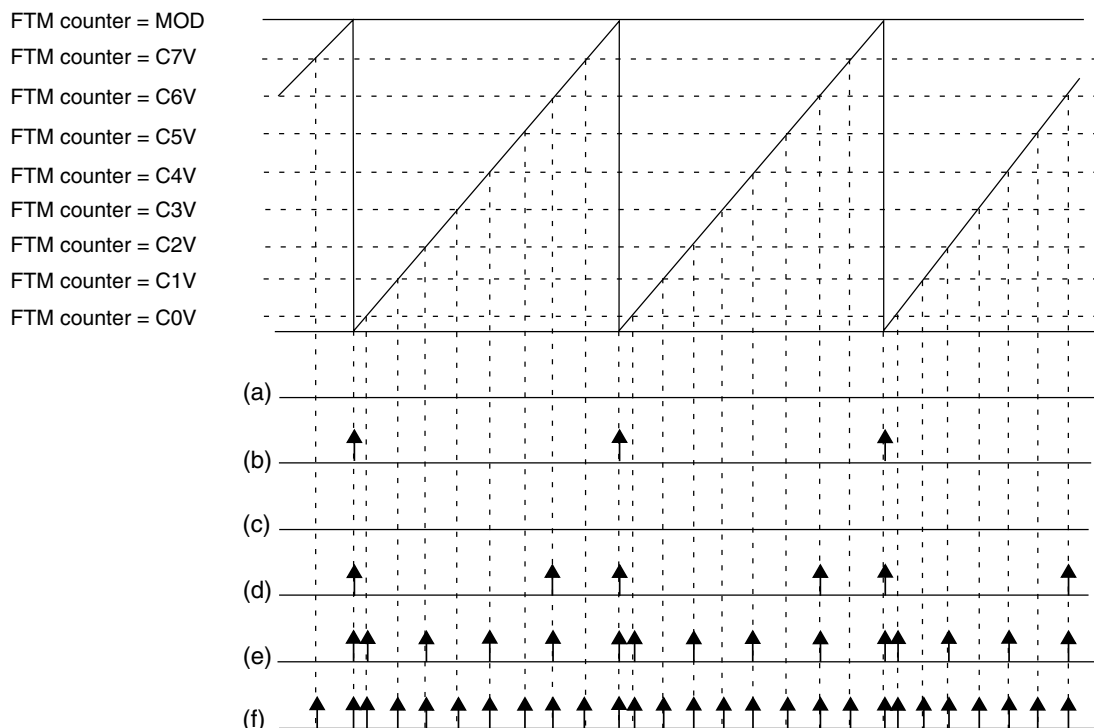 FTM counter = MOD
FTM counter = C7V
FTM counter = C6V
FTM counter = C5V
FTM counter = C4V
FTM counter = C3V
FTM counter = C2V
FTM counter = C1V
FTM counter = C0V
(a)
(b)
(c)
(d)
(e)
(f)